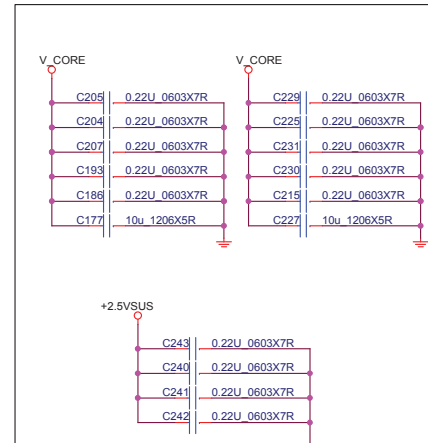 V_CORE V_CORE
C205 0.22U_0603X7R C229 0.22U_0603X7R
C204 0.22U_0603X7R C225 0.22U_0603X7R
C207 0.22U_0603X7R C231 0.22U_0603X7R
C193 0.22U_0603X7R C230 0.22U_0603X7R
C186 0.22U_0603X7R C215 0.22U_0603X7R
C177 10u_1206X5R C227 10u_1206X5R
+2.5VSUS
C243 0.22U_0603X7R
C240 0.22U_0603X7R
C241 0.22U_0603X7R
C242 0.22U_0603X7R